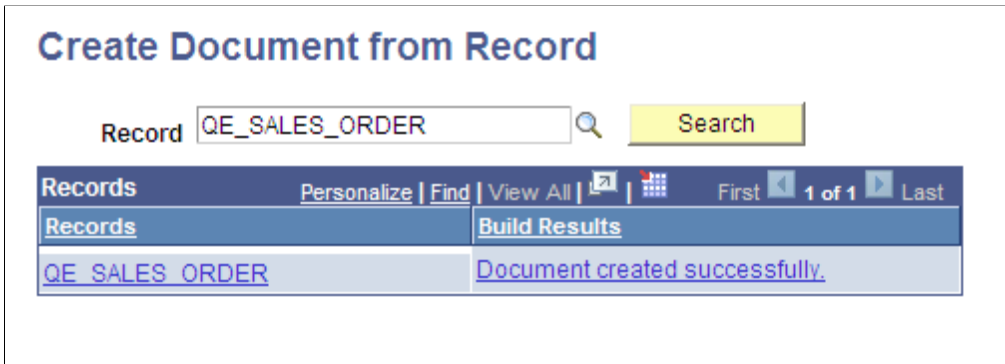 Create Document from Record
Record QE_SALES_ORDER Search
Records Personalize | Find | View All | | First 1 of 1 Last
Records Build Results
QE_SALES_ORDER Document created successfully.